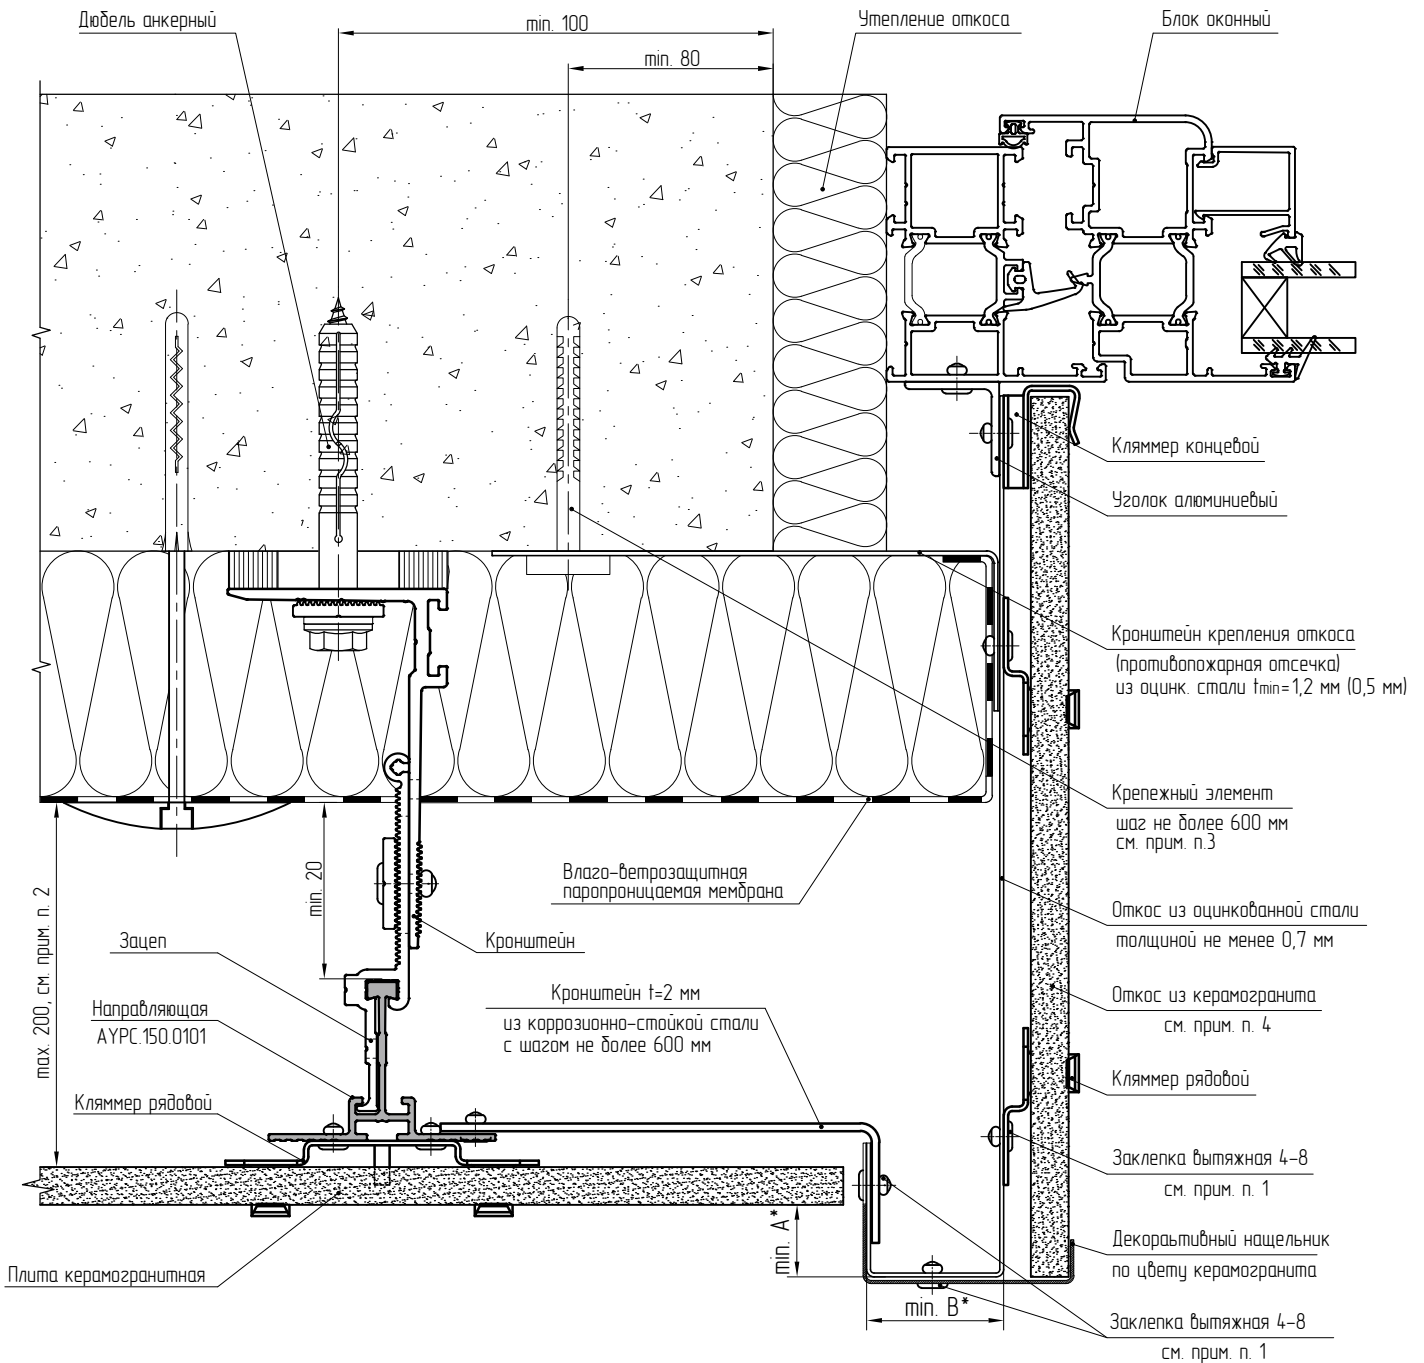 Дюбель анкерный
min. 100
Утепление откоса
Блок оконный
min. 80
Кляммер концевой
Уголок алюминиевый
Кронштейн крепления откоса
(противопожарная отсечка)
из оцинк. стали tmin=1,2 мм (0,5 мм)
Крепежный элемент
шаг не более 600 мм
см. прим. п.3
Влаго-ветрозащитная
паропроницаемая мембрана
min. 20
max. 200, см. прим. п. 2
Зацеп
Кронштейн
Откос из оцинкованной стали
толщиной не менее 0,7 мм
Направляющая
АУРС.150.0101
Кронштейн t=2 мм
из коррозионно-стойкой стали
с шагом не более 600 мм
Откос из керамогранита
см. прим. п. 4
Кляммер рядовой
Кляммер рядовой
Заклепка вытяжная 4-8
см. прим. п. 1
min. A*
Декоратьивный нащельник
по цвету керамогранита
Плита керамогранитная
min. B*
Заклепка вытяжная 4-8
см. прим. п. 1